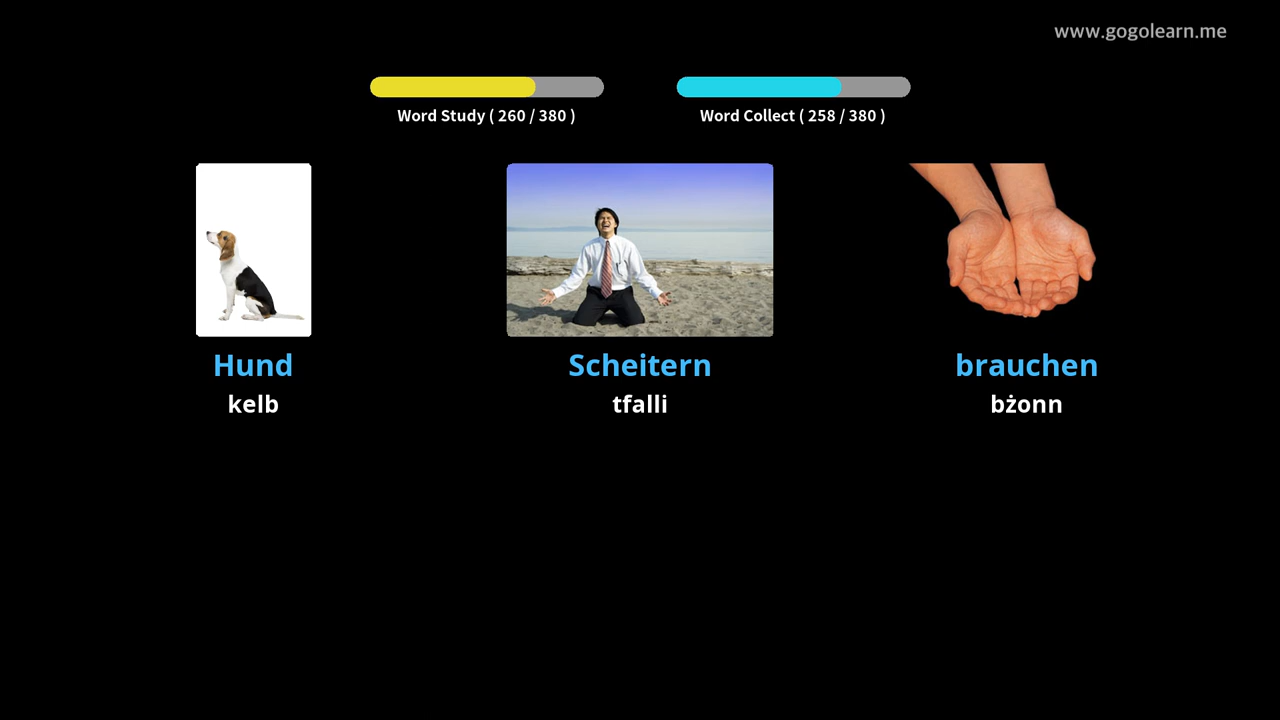 www.gogolearn.me
Word Study ( 260 / 380 )
Word Collect ( 258 / 380 )
Hund
kelb
Scheitern
tfalli
brauchen
bżonn